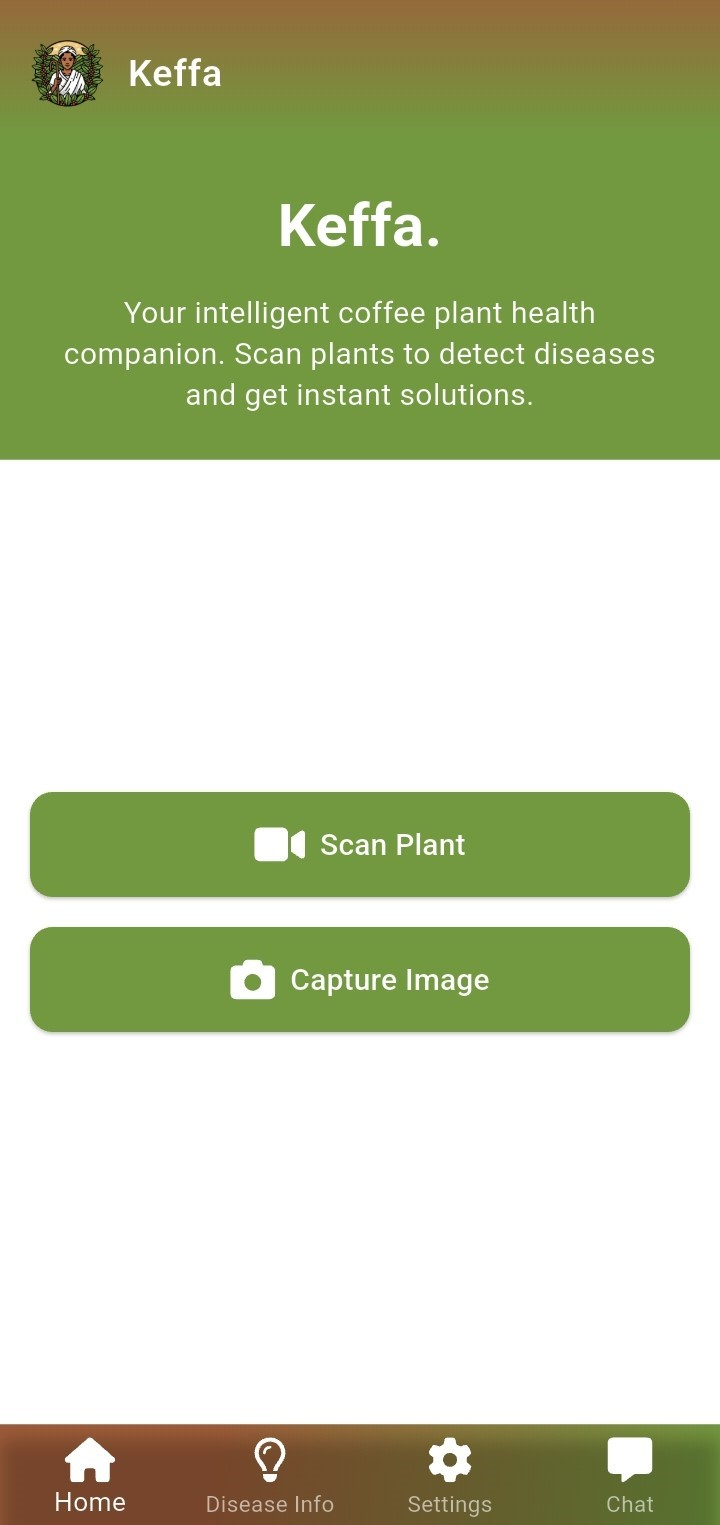 Keffa
Keffa.
Your intelligent coffee plant health
companion. Scan plants to detect diseases
and get instant solutions.
Scan Plant
Capture Image
Home
Disease Info
Settings
Chat